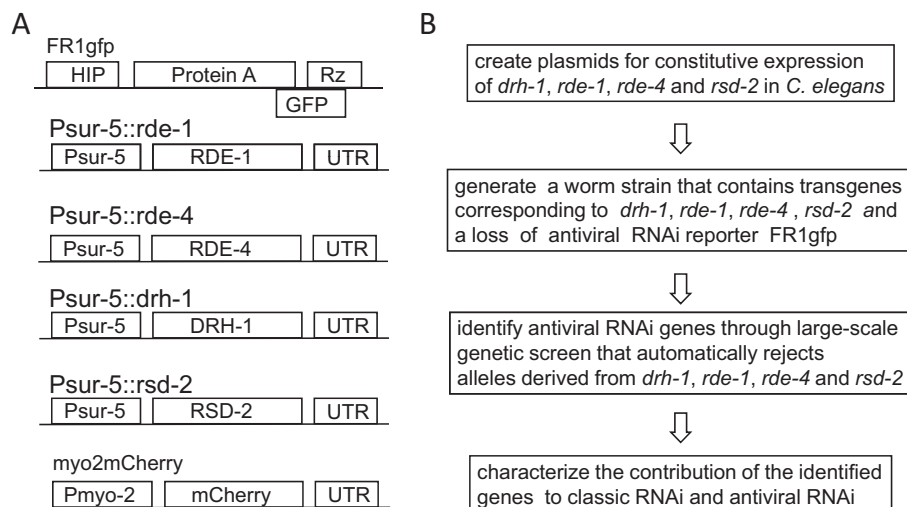 A
FR1gfp
HIP Protein A Rz
GFP
Psur-5::rde-1
Psur-5 RDE-1 UTR
Psur-5::rde-4
Psur-5 RDE-4 UTR
Psur-5::drh-1
Psur-5 DRH-1 UTR
Psur-5::rsd-2
Psur-5 RSD-2 UTR
myo2mCherry
Pmyo-2 mCherry UTR
B
create plasmids for constitutive expression
of drh-1, rde-1, rde-4 and rsd-2 in C. elegans
generate a worm strain that contains transgenes
corresponding to drh-1, rde-1, rde-4 , rsd-2 and
a loss of antiviral RNAi reporter FR1gfp
identify antiviral RNAi genes through large-scale
genetic screen that automatically rejects
alleles derived from drh-1, rde-1, rde-4 and rsd-2
characterize the contribution of the identified
genes to classic RNAi and antiviral RNAi